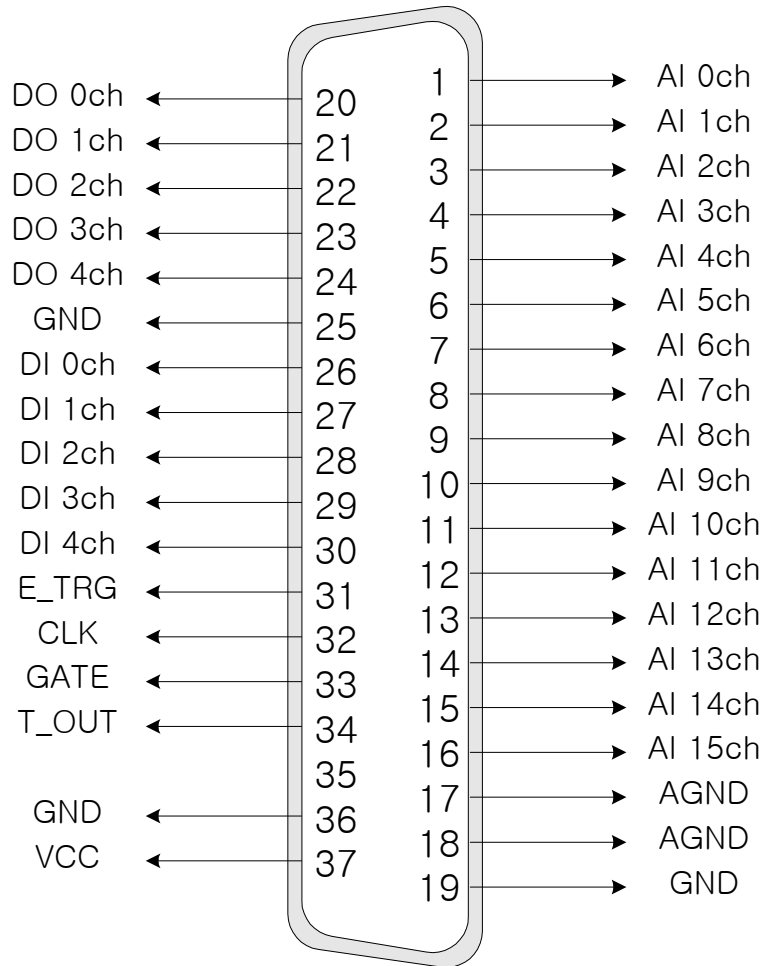 DO 0ch 20
DO 1ch 21
DO 2ch 22
DO 3ch 23
DO 4ch 24
GND 25
DI 0ch 26
DI 1ch 27
DI 2ch 28
DI 3ch 29
DI 4ch 30
E_TRG 31
CLK 32
GATE 33
T_OUT 34
35
GND 36
VCC 37
1 AI 0ch
2 AI 1ch
3 AI 2ch
4 AI 3ch
5 AI 4ch
6 AI 5ch
7 AI 6ch
8 AI 7ch
9 AI 8ch
10 AI 9ch
11 AI 10ch
12 AI 11ch
13 AI 12ch
14 AI 13ch
15 AI 14ch
16 AI 15ch
17 AGND
18 AGND
19 GND